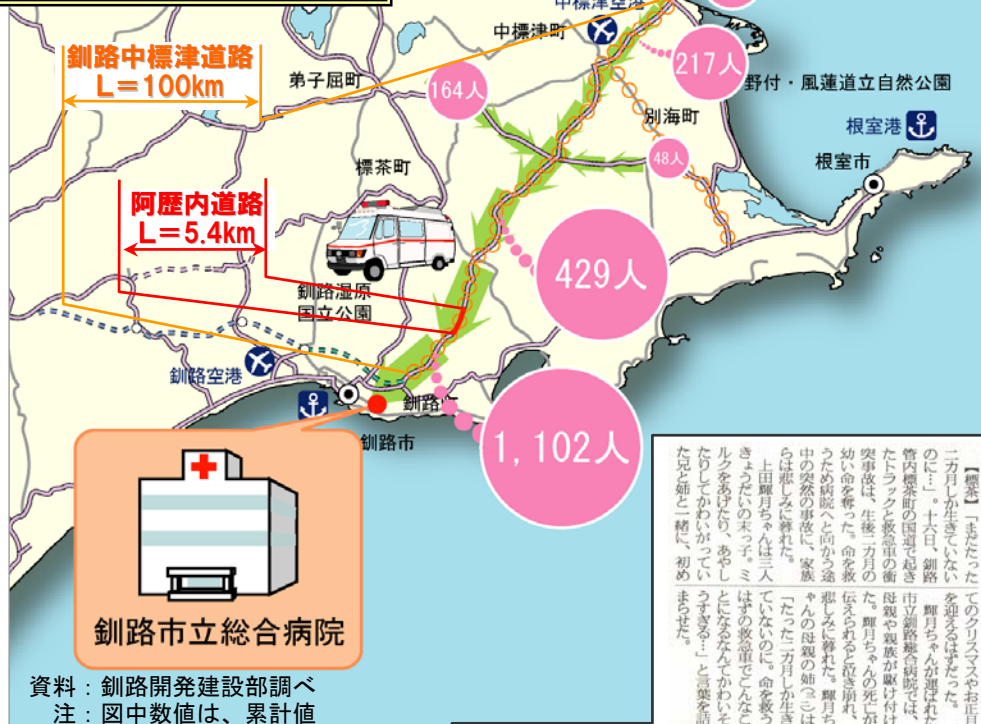 中標津空港
中標津町
釧路中標津道路
L=100km
弟子屈町
217人
野付・風蓮道立自然公園
164人
別海町
根室港
48人
標茶町
根室市
阿歴内道路
L=5.4km
429人
釧路湿原
国立公園
釧路空港
釧路
釧路市
1,102人
釧路市立総合病院
資料:釧路開発建設部調べ
注:図中数値は、累計値
【標茶】「まだたった
二カ月しか生きていない
のに…」。十六日、釧路
管内標茶町の国道で起き
たトラックと救急車の衝
突事故は、生後二カ月の
幼い命を奪った。命を救
うため病院へと向かう途
中の突然の事故に、家族
らは悲しみに暮れた。
上田輝月ちゃんは三人
きょうだいの末っ子。ミ
ルクをあげたり、あやし
たりしてかわいがってい
た兄と姉と一緒に、初め
てのクリスマスやお正月
を迎えるはずだった。
輝月ちゃんが運ばれた
市立釧路総合病院では、
母親や親族が駆け付け
た。輝月ちゃんの死亡が
伝えられると泣き崩れ、
悲しみに暮れた。輝月ち
ゃんの母親の姉は
「たった二カ月しか生き
ていないのに。命を救う
はずの救急車でどんなこ
とになるなんてかわいそ
うすぎる…」と言葉を詰
まらせた。